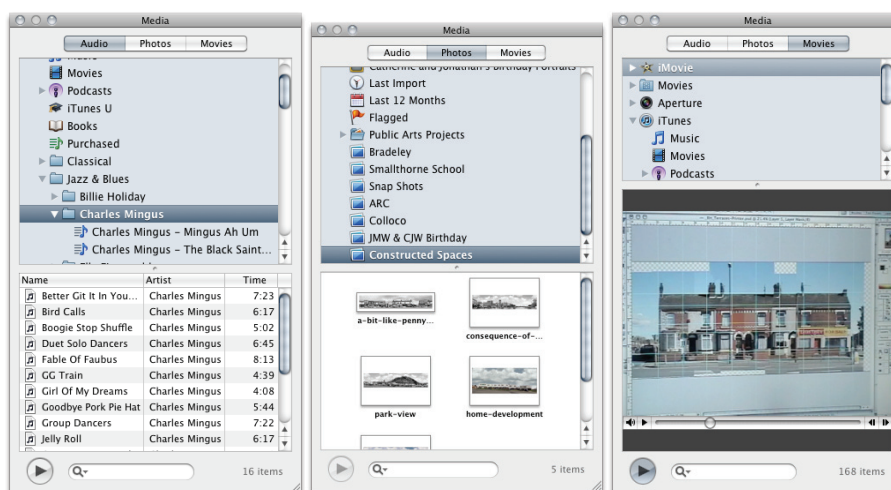 Media
Audio Photos Movies
Music
Movies
Podcasts
iTunes U
Books
Purchased
Classical
Jazz & Blues
Billie Holiday
Charles Mingus
Charles Mingus – Mingus Ah Um
Charles Mingus – The Black Saint...
Name Artist Time
Better Git It In You... Charles Mingus 7:23
Bird Calls Charles Mingus 6:17
Boogie Stop Shuffle Charles Mingus 5:02
Duet Solo Dancers Charles Mingus 6:45
Fable Of Faubus Charles Mingus 8:13
GG Train Charles Mingus 4:39
Girl Of My Dreams Charles Mingus 4:08
Goodbye Pork Pie Hat Charles Mingus 5:44
Group Dancers Charles Mingus 7:22
Jelly Roll Charles Mingus 6:17
16 items
Media
Audio Photos Movies
Catherine and Jonathan's Birthday Portraits
Last Import
Last 12 Months
Flagged
Public Arts Projects
Bradeley
Smallthorne School
Snap Shots
ARC
Colloco
JMW & CJW Birthday
Constructed Spaces
a-bit-like-penny...
consequence-of-...
park-view
home-development
5 items
Media
Audio Photos Movies
iMovie
Movies
Aperture
iTunes
Music
Movies
Podcasts
168 items